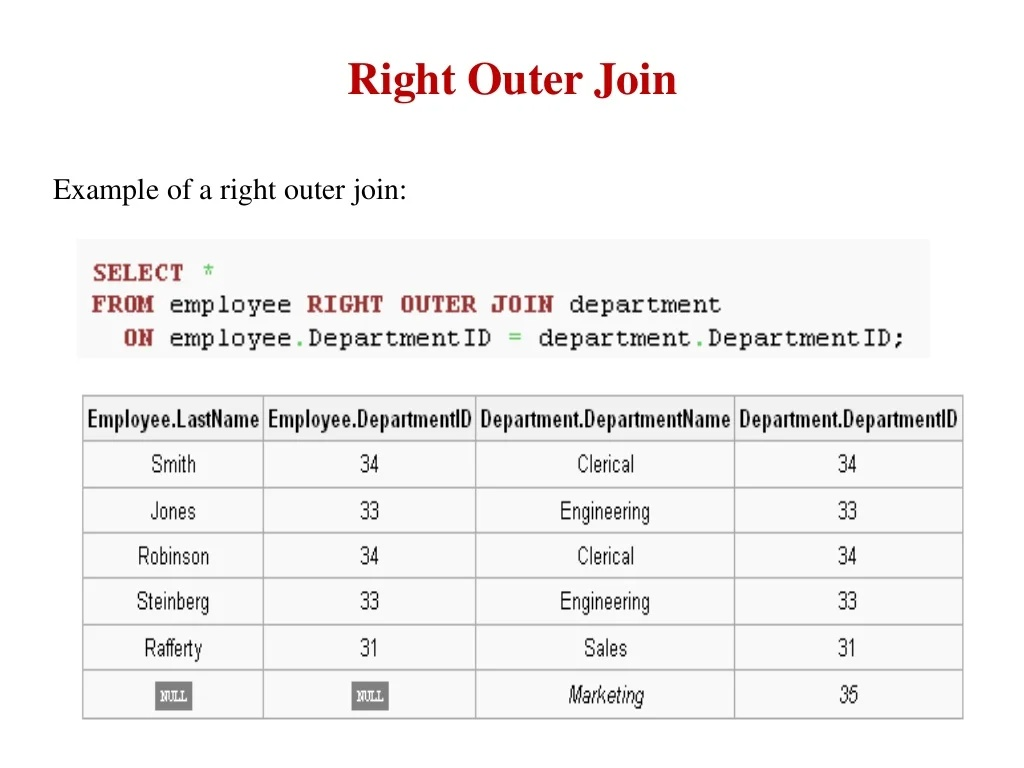 Right Outer Join
Example of a right outer join:
SELECT *
FROM employee RIGHT OUTER JOIN department
ON employee.DepartmentID = department.DepartmentID;
Employee.LastName Employee.DepartmentID Department.DepartmentName Department.DepartmentID
Smith 34 Clerical 34
Jones 33 Engineering 33
Robinson 34 Clerical 34
Steinberg 33 Engineering 33
Rafferty 31 Sales 31
NULL NULL Marketing 35